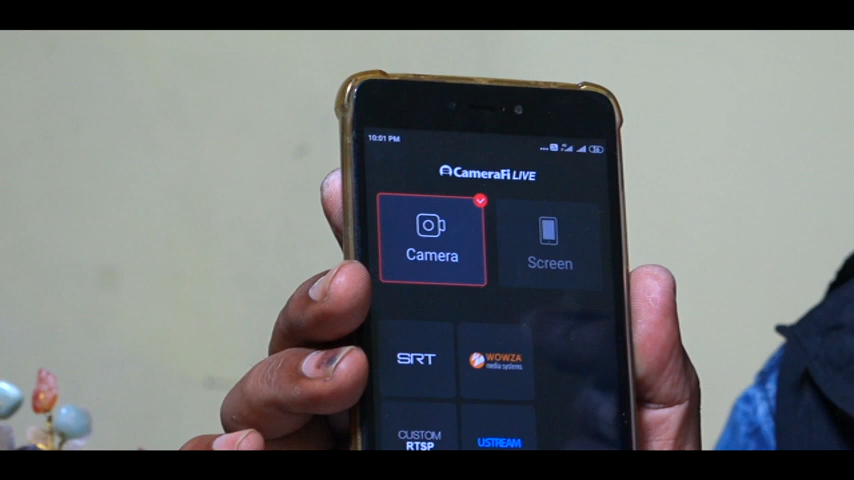 10:01 PM
CameraFi LIVE
Camera
Screen
SRT
WOWZA
media systems
CUSTOM
RTSP
USTREAM